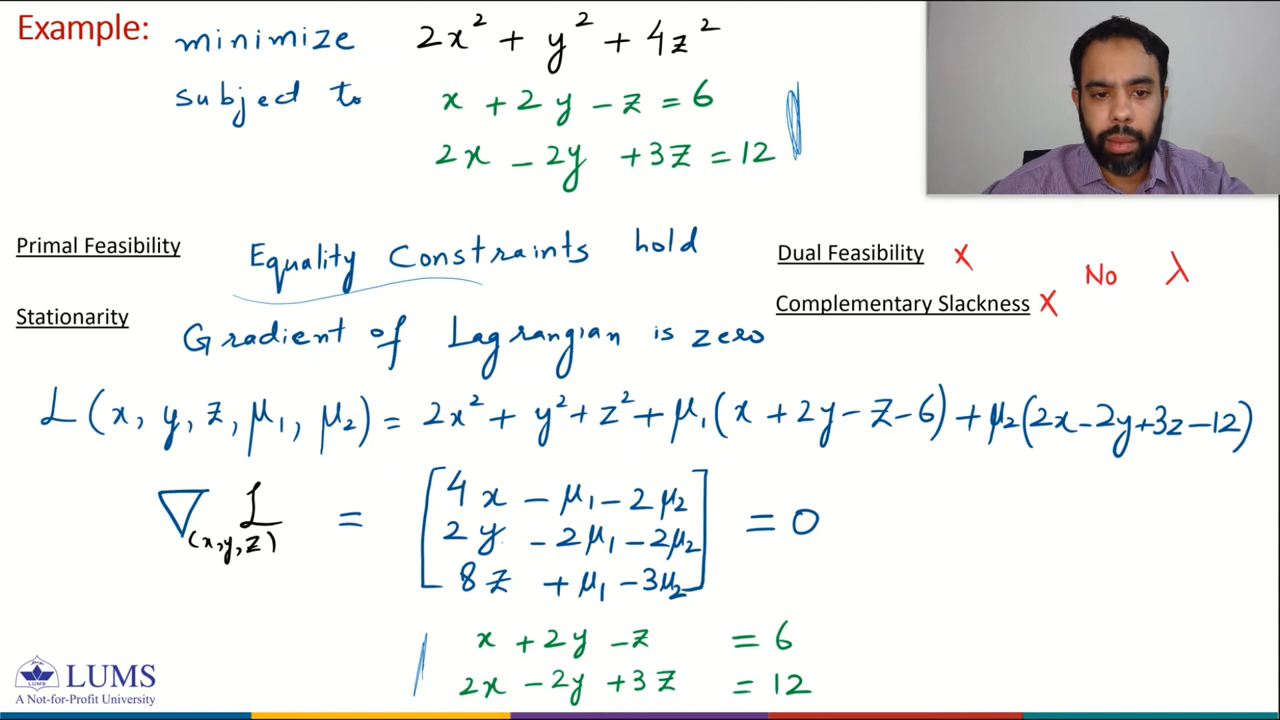 Example: minimize 2x² + y² + 4z²
subject to x + 2y - z = 6
2x - 2y + 3z = 12
Primal Feasibility Equality Constraints hold
Dual Feasibility X
No λ
Complementary Slackness X
Stationarity Gradient of Lagrangian is zero
L(x, y, z, μ₁, μ₂) = 2x² + y² + z² + μ₁(x + 2y - z - 6) + μ₂(2x - 2y + 3z - 12)
∇(x,y,z) L = [4x - μ₁ - 2μ₂
2y - 2μ₁ - 2μ₂
8z + μ₁ - 3μ₂] = 0
x + 2y - z = 6
2x - 2y + 3z = 12
LUMS
A Not-for-Profit University